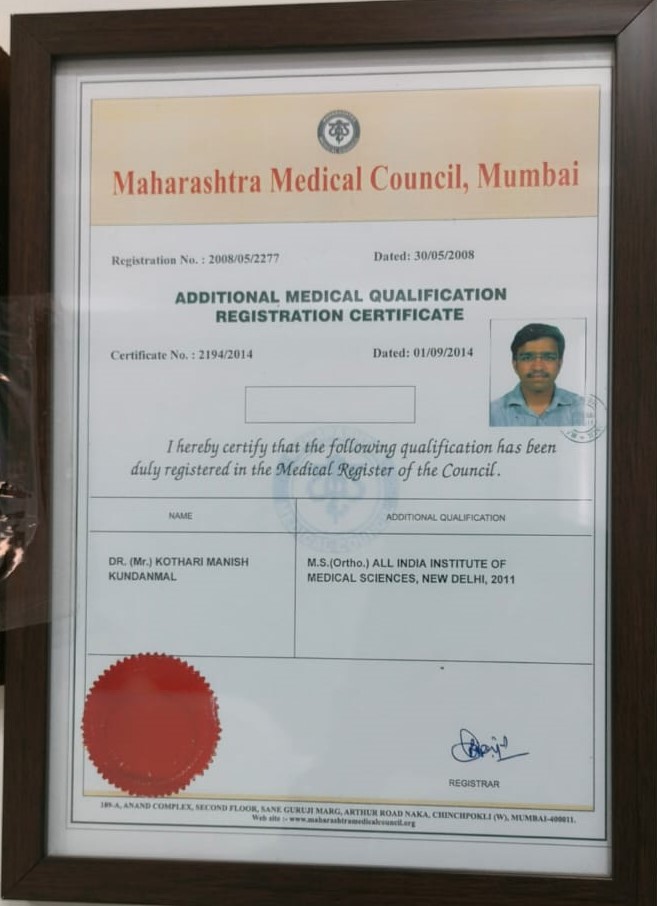 Maharashtra Medical Council, Mumbai
Registration No. : 2008/05/2277 Dated: 30/05/2008
ADDITIONAL MEDICAL QUALIFICATION
REGISTRATION CERTIFICATE
Certificate No. : 2194/2014 Dated: 01/09/2014
I hereby certify that the following qualification has been
duly registered in the Medical Register of the Council.
NAME ADDITIONAL QUALIFICATION
DR. (Mr.) KOTHARI MANISH
KUNDANMAL
M.S.(Ortho.) ALL INDIA INSTITUTE OF
MEDICAL SCIENCES, NEW DELHI, 2011
REGISTRAR
189-A, ANAND COMPLEX, SECOND FLOOR, SANE GURUJI MARG, ARTHUR ROAD NAKA, CHINCHPOKLI (W), MUMBAI-400011.
Web site :- www.maharashtramedicalcouncil.org